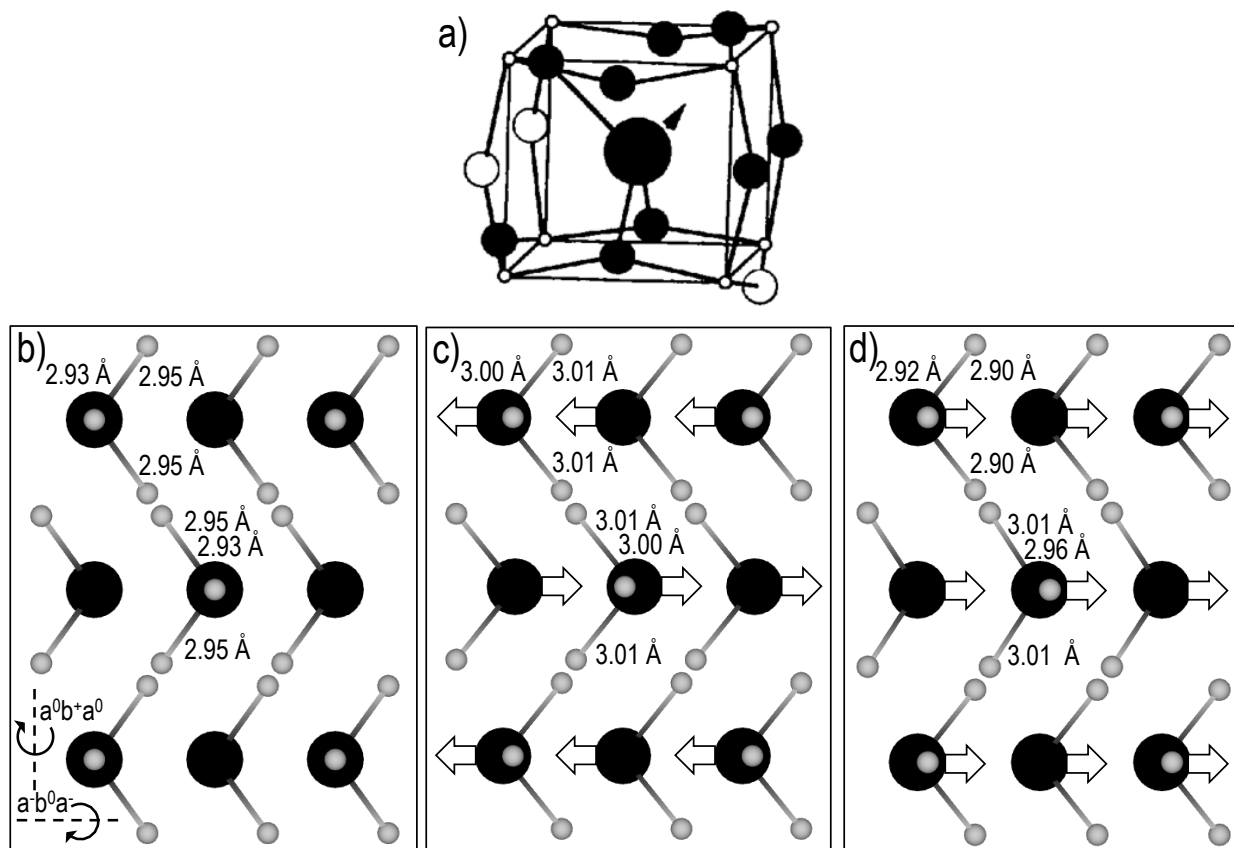 a)
b)
2.93 Å 2.95 Å
2.95 Å
2.95 Å
2.93 Å
2.95 Å
a⁰b⁺a⁰
a⁻b⁰a⁻
c)
3.00 Å 3.01 Å
3.01 Å
3.01 Å
3.00 Å
3.01 Å
d)
2.92 Å 2.90 Å
2.90 Å
3.01 Å
2.96 Å
3.01 Å